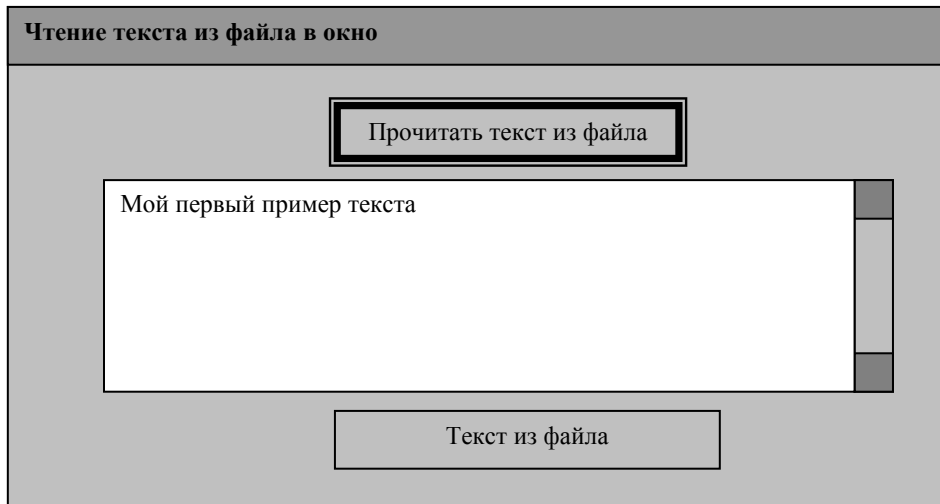 Чтение текста из файла в окно
Прочитать текст из файла
Мой первый пример текста
Текст из файла